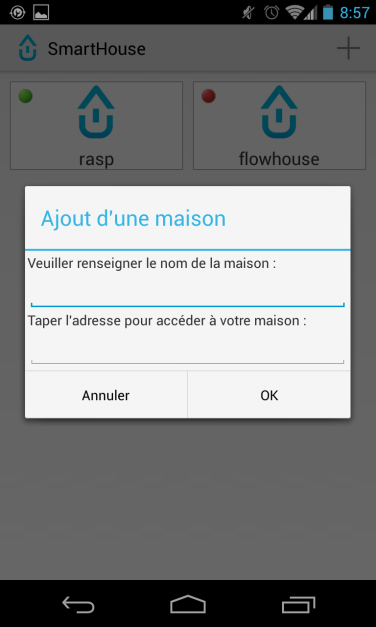 8:57
SmartHouse
rasp
flowhouse
Ajout d'une maison
Veuiller renseigner le nom de la maison :
Taper l'adresse pour accéder à votre maison :
Annuler
OK